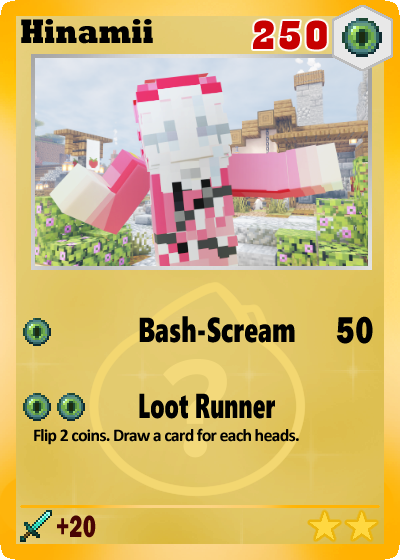 Hinamii 250
Bash-Scream 50
Loot Runner
Flip 2 coins. Draw a card for each heads.
+20